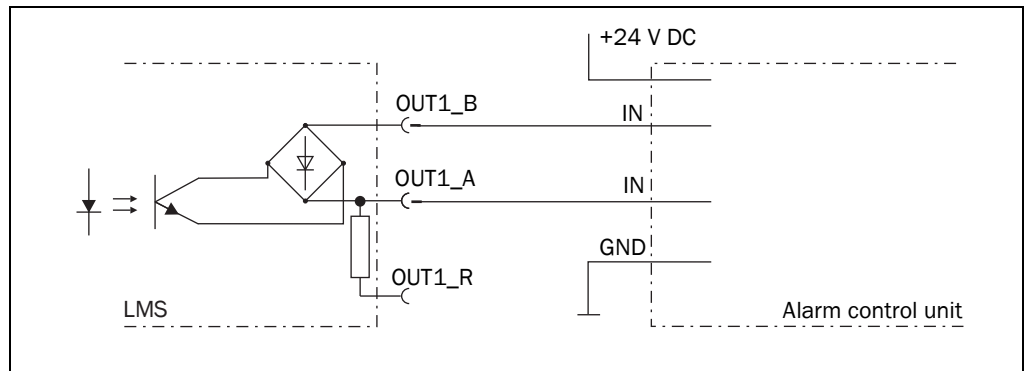 +24 V DC
OUT1_B
IN
OUT1_A
IN
GND
OUT1_R
LMS
Alarm control unit